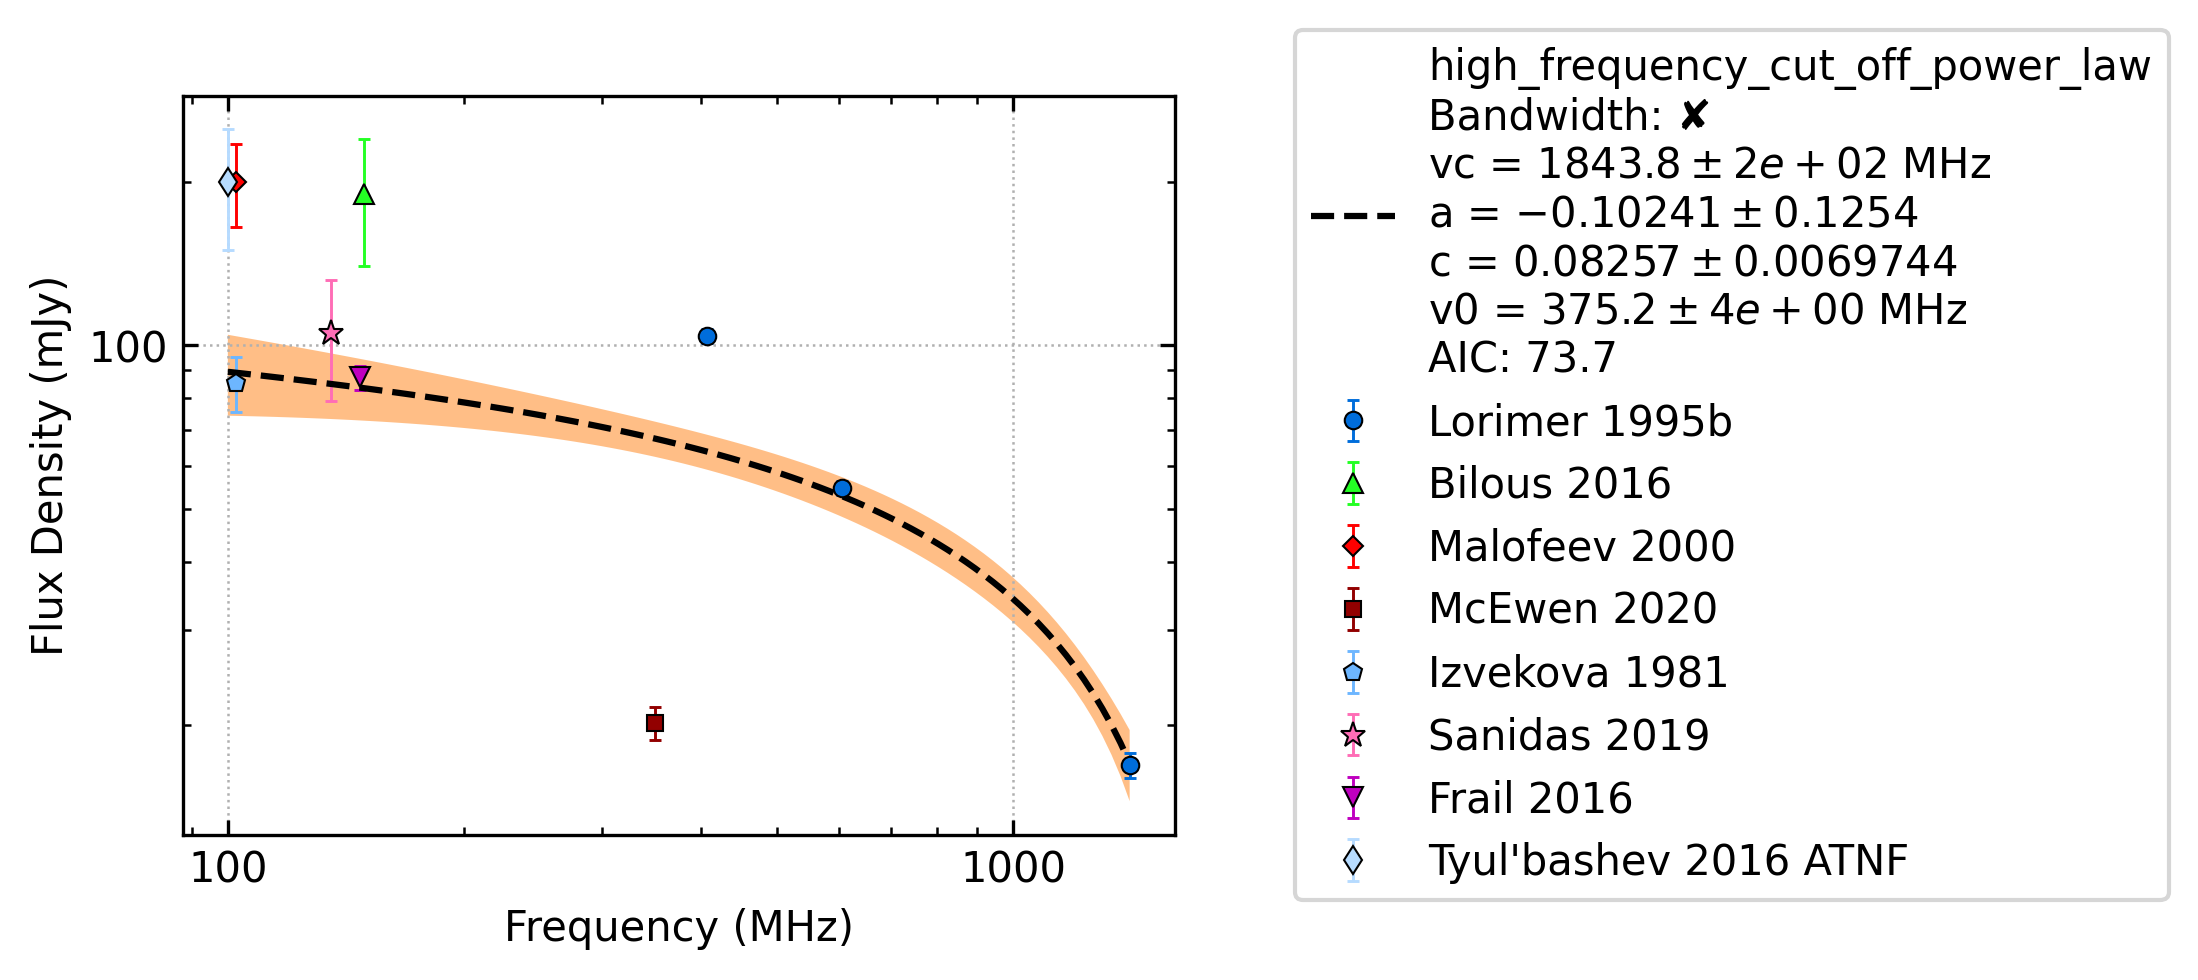 high_frequency_cut_off_power_law
Bandwidth: ✘
vc = 1843.8 ± 2e + 02 MHz
a = −0.10241 ± 0.1254
c = 0.08257 ± 0.0069744
v0 = 375.2 ± 4e + 00 MHz
AIC: 73.7
Lorimer 1995b
Bilous 2016
Malofeev 2000
McEwen 2020
Izvekova 1981
Sanidas 2019
Frail 2016
Tyul'bashev 2016 ATNF
Flux Density (mJy)
100
100
1000
Frequency (MHz)